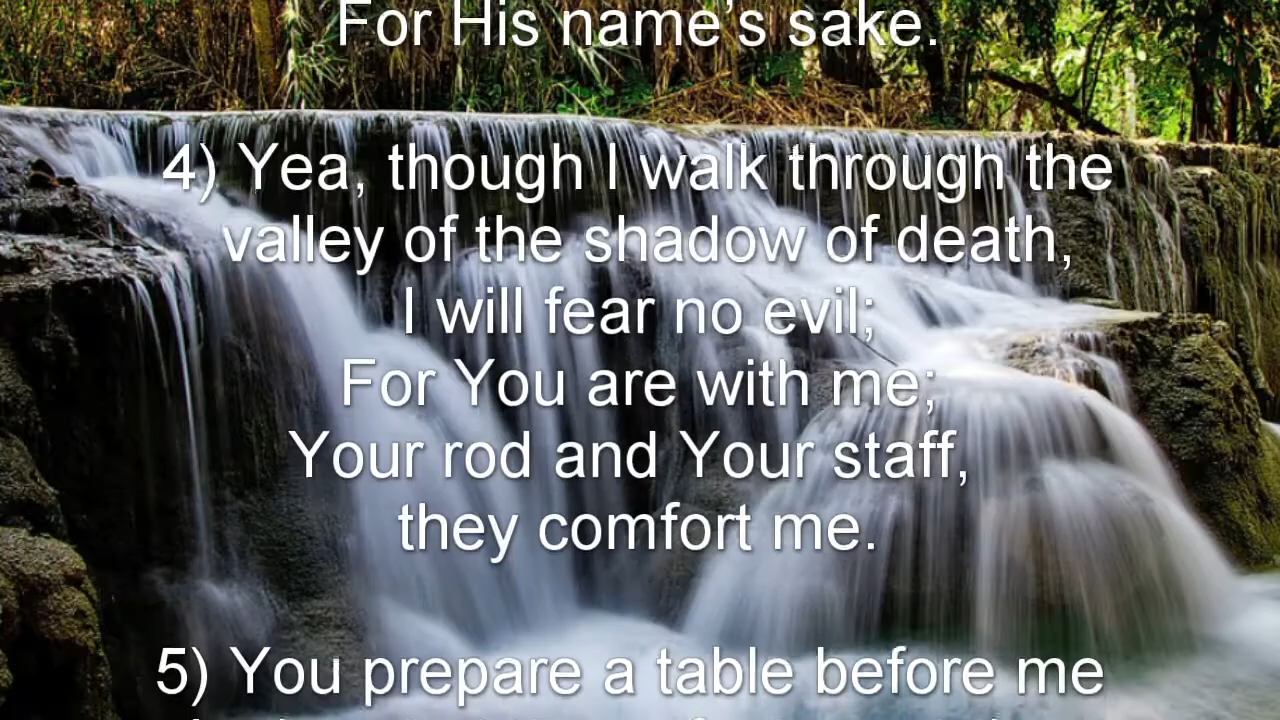 For His name’s sake.
4) Yea, though I walk through the
valley of the shadow of death,
I will fear no evil;
For You are with me;
Your rod and Your staff,
they comfort me.
5) You prepare a table before me